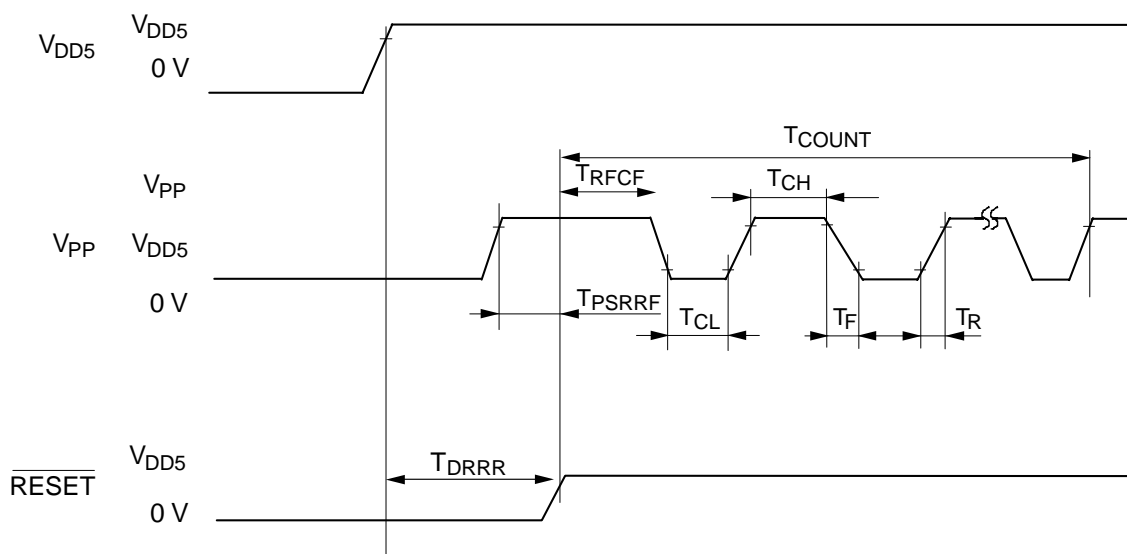 VDD5
VDD5
0 V
TCOUNT
TRFCF
TCH
VPP
VPP
VDD5
0 V
TPSRRF
TCL
TF
TR
VDD5
TDRRR
RESET
0 V